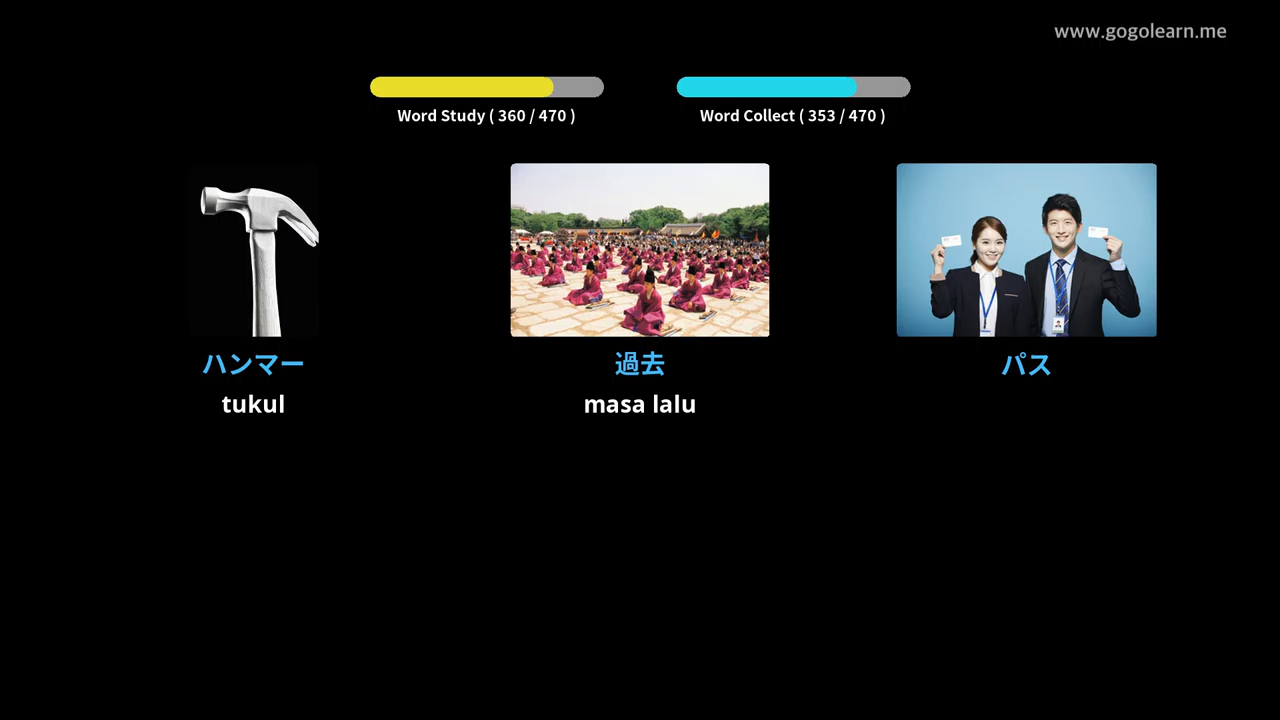 www.gogolearn.me
Word Study ( 360 / 470 )
Word Collect ( 353 / 470 )
ハンマー
過去
パス
tukul
masa lalu